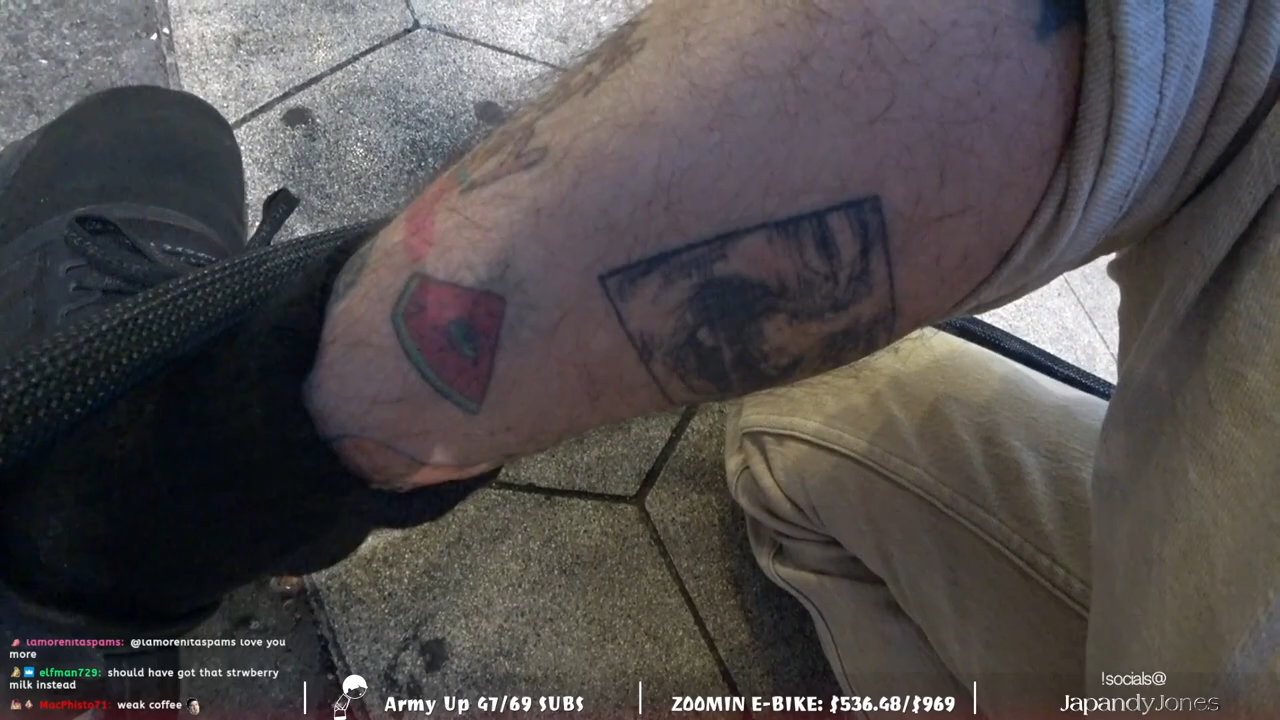 lamorenitaspams: @lamorenitaspams love you
more
elfman729: should have got that strwberry
milk instead
MacPhisto71: weak coffee
Army Up 47/69 SUBS
ZOOMIN E-BIKE: $536.48/$969
!socials@
JapandyJones